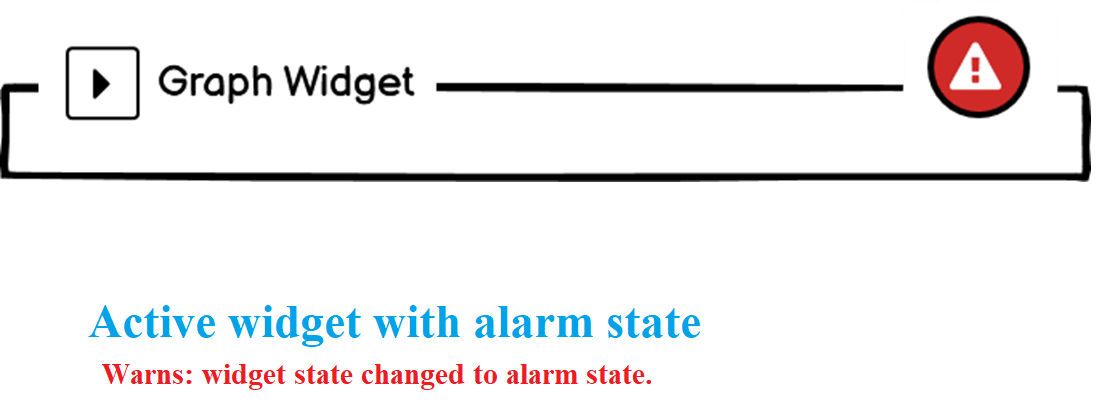 Graph Widget
Active widget with alarm state
Warns: widget state changed to alarm state.